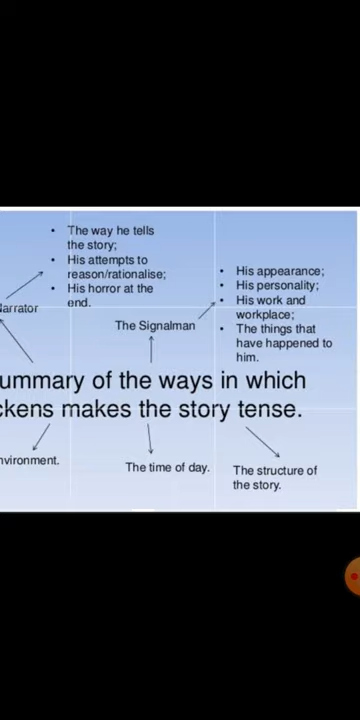 • The way he tells
the story;
• His attempts to
reason/rationalise;
• His horror at the
end.
arrator
The Signalman
• His appearance;
• His personality;
• His work and
workplace;
• The things that
have happened to
him.
ummary of the ways in which
ckens makes the story tense.
nvironment.
The time of day.
The structure of
the story.